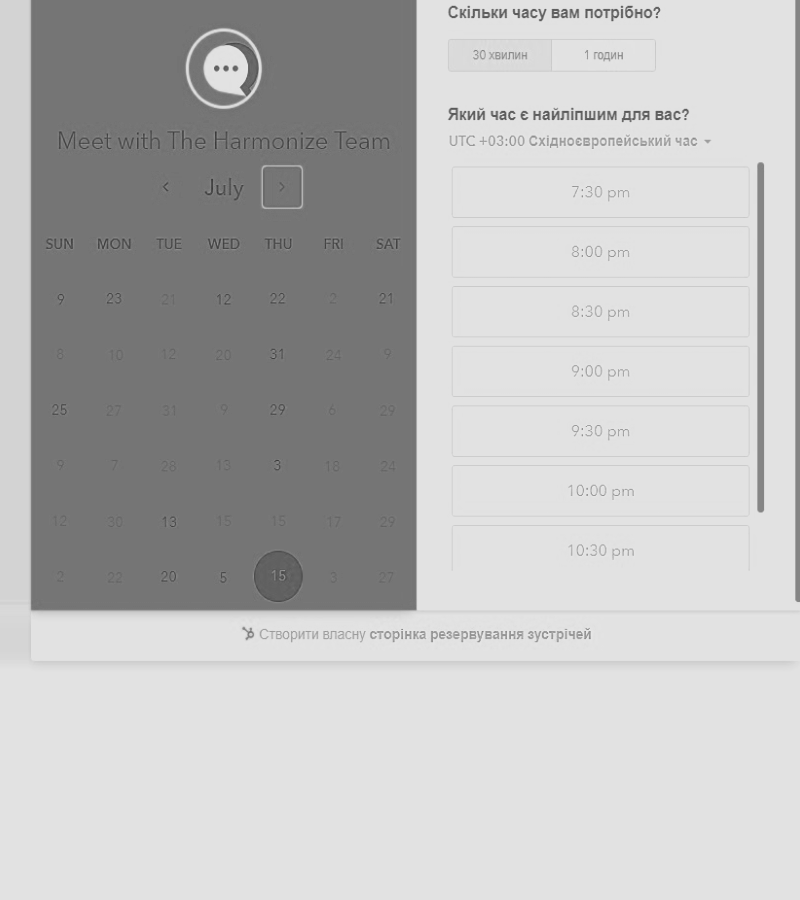 Meet with The Harmonize Team
July
SUN MON TUE WED THU FRI SAT
9 23 21 12 22 2 21
8 10 12 20 31 24 9
25 27 31 9 29 6 29
9 7 28 13 3 18 24
12 30 13 15 15 17 29
2 22 20 5 15 3 27
Скільки часу вам потрібно?
30 хвилин 1 годин
Який час є найліпшим для вас?
UTC +03:00 Східноєвропейський час
7:30 pm
8:00 pm
8:30 pm
9:00 pm
9:30 pm
10:00 pm
10:30 pm
Створити власну сторінка резервування зустрічей